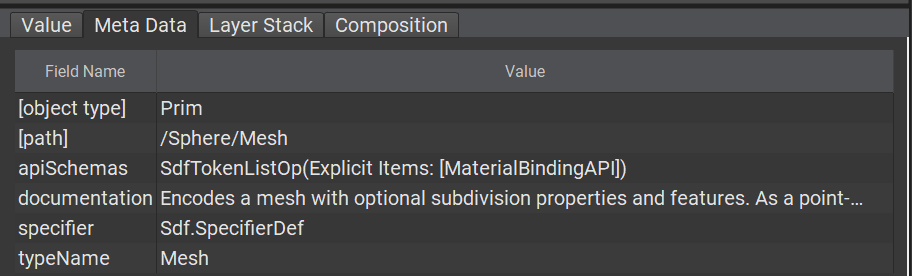 Value Meta Data Layer Stack Composition
Field Name Value
[object type] Prim
[path] /Sphere/Mesh
apiSchemas SdfTokenListOp(Explicit Items: [MaterialBindingAPI])
documentation Encodes a mesh with optional subdivision properties and features. As a point-...
specifier Sdf.SpecifierDef
typeName Mesh